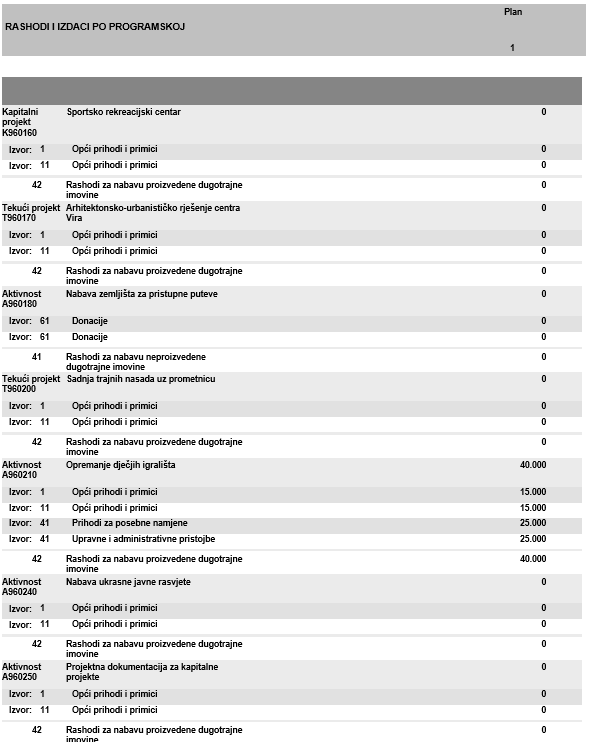 Plan
RASHODI I IZDACI PO PROGRAMSKOJ
1
Kapitalni Sportsko rekreacijski centar 0
projekt
K960160
Izvor: 1 Opći prihodi i primici 0
Izvor: 11 Opći prihodi i primici 0
42 Rashodi za nabavu proizvedene dugotrajne 0
imovine
Tekući projekt Arhitektonsko-urbanističko rješenje centra 0
T960170 Vira
Izvor: 1 Opći prihodi i primici 0
Izvor: 11 Opći prihodi i primici 0
42 Rashodi za nabavu proizvedene dugotrajne 0
imovine
Aktivnost Nabava zemljišta za pristupne puteve 0
A960180
Izvor: 61 Donacije 0
Izvor: 61 Donacije 0
41 Rashodi za nabavu neproizvedene 0
dugotrajne imovine
Tekući projekt Sadnja trajnih nasada uz prometnicu 0
T960200
Izvor: 1 Opći prihodi i primici 0
Izvor: 11 Opći prihodi i primici 0
42 Rashodi za nabavu proizvedene dugotrajne 0
imovine
Aktivnost Opremanje dječjih igrališta 40.000
A960210
Izvor: 1 Opći prihodi i primici 15.000
Izvor: 11 Opći prihodi i primici 15.000
Izvor: 41 Prihodi za posebne namjene 25.000
Izvor: 41 Upravne i administrativne pristojbe 25.000
42 Rashodi za nabavu proizvedene dugotrajne 40.000
imovine
Aktivnost Nabava ukrasne javne rasvjete 0
A960240
Izvor: 1 Opći prihodi i primici 0
Izvor: 11 Opći prihodi i primici 0
42 Rashodi za nabavu proizvedene dugotrajne 0
imovine
Aktivnost Projektna dokumentacija za kapitalne 0
A960250 projekte
Izvor: 1 Opći prihodi i primici 0
Izvor: 11 Opći prihodi i primici 0
42 Rashodi za nabavu proizvedene dugotrajne 0
imovine